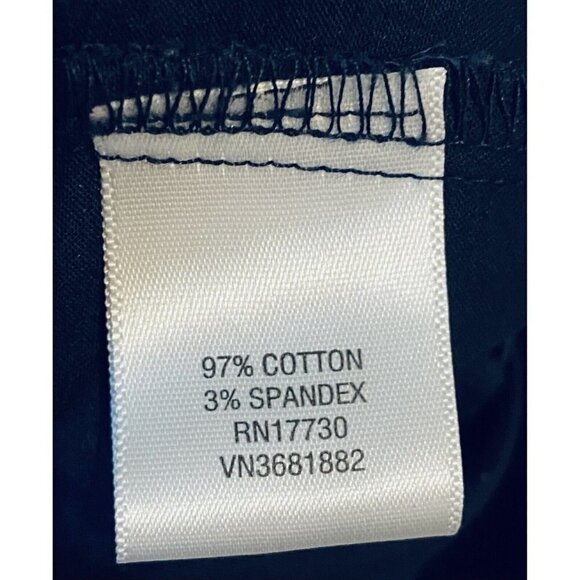 97% COTTON
3% SPANDEX
RN17730
VN3681882